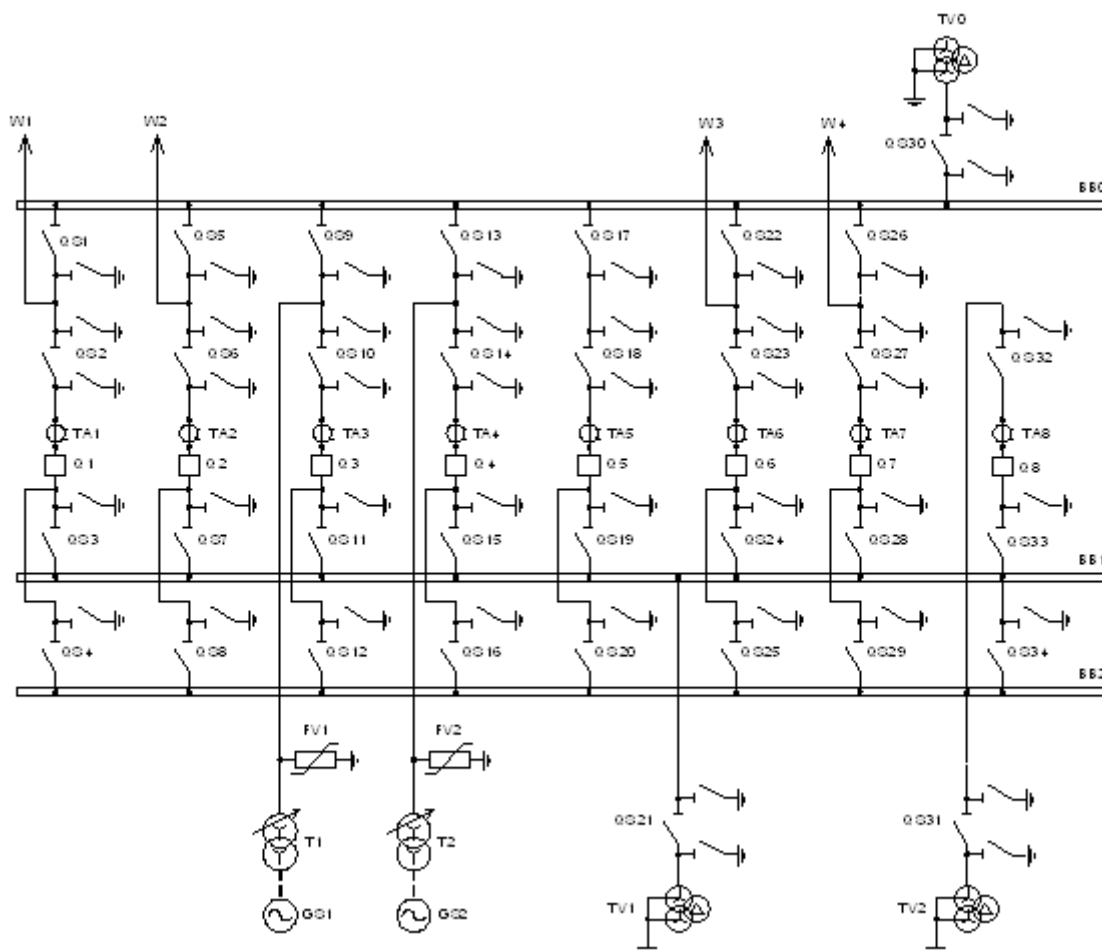 TV0
W1 W2 W3 W4
QS30
BB0
QS1 QS5 QS9 QS13 QS17 QS22 QS26
QS2 QS6 QS10 QS14 QS18 QS23 QS27 QS32
TA1 TA2 TA3 TA4 TA5 TA6 TA7 TA8
Q1 Q2 Q3 Q4 Q5 Q6 Q7 Q8
QS3 QS7 QS11 QS15 QS19 QS24 QS28 QS33
BB1
QS4 QS8 QS12 QS16 QS20 QS25 QS29 QS34
BB2
FV1 FV2
QS21 QS31
T1 T2
GS1 GS2 TV1 TV2